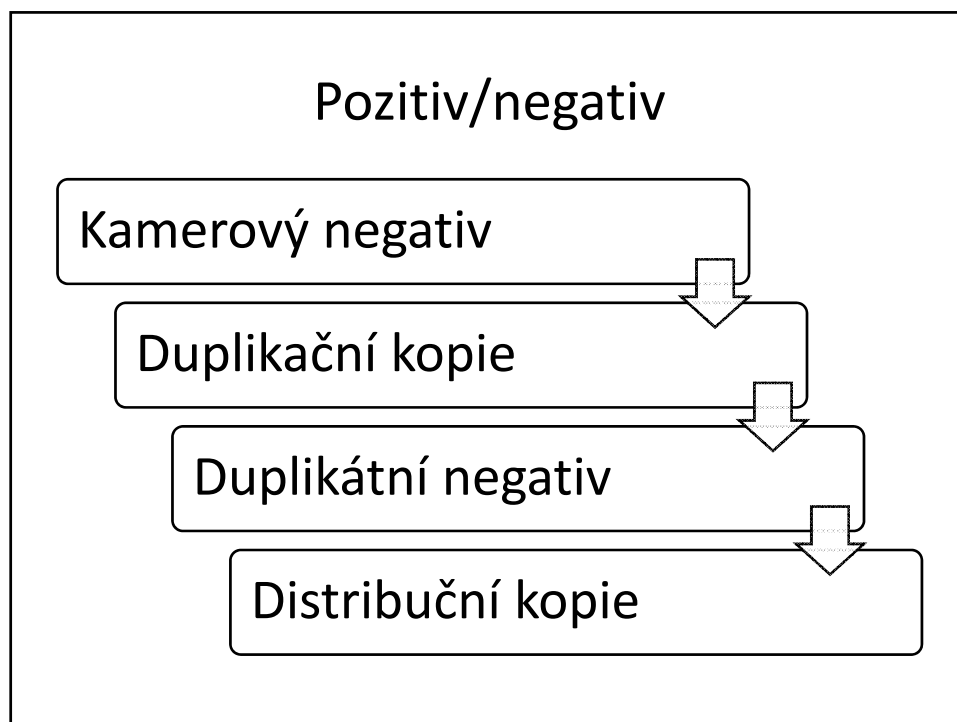 Pozitiv/negativ
Kamerový negativ
Duplikační kopie
Duplikátní negativ
Distribuční kopie